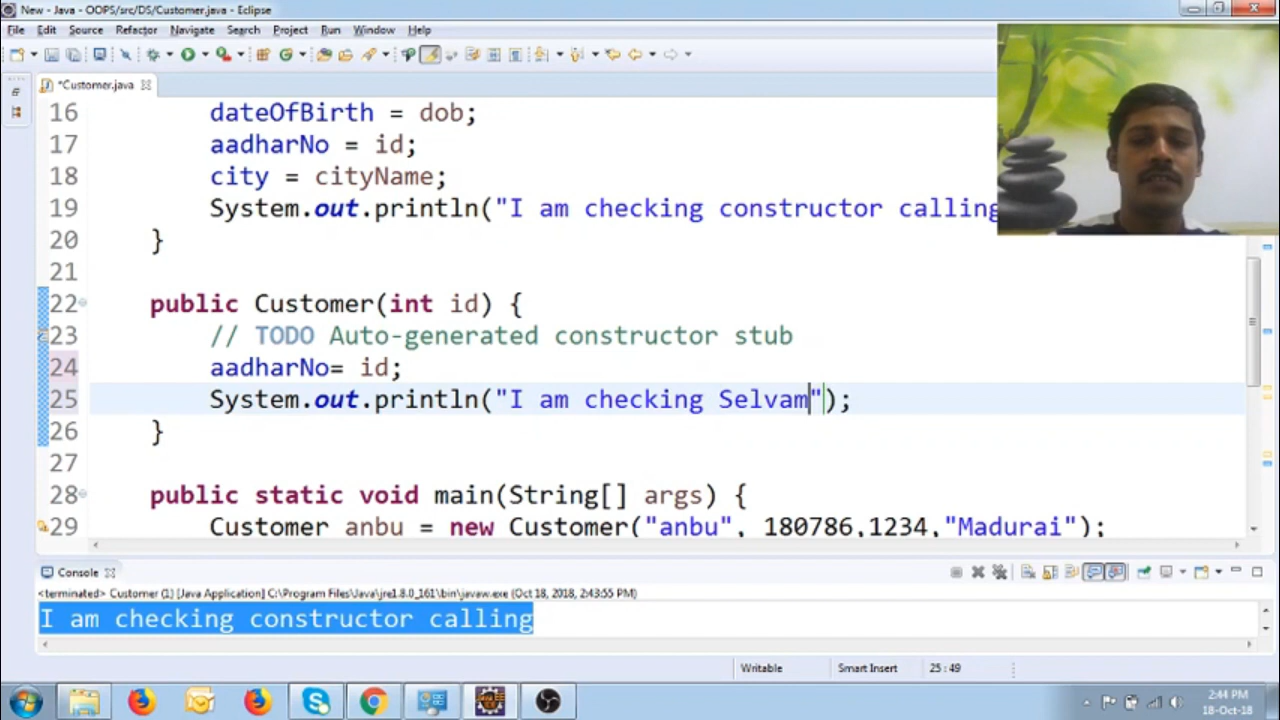 New - Java - OOPS/src/DS/Customer.java - Eclipse
File Edit Source Refactor Navigate Search Project Run Window Help
*Customer.java
16 dateOfBirth = dob;
17 aadharNo = id;
18 city = cityName;
19 System.out.println("I am checking constructor calling
20 }
21
22 public Customer(int id) {
23 // TODO Auto-generated constructor stub
24 aadharNo= id;
25 System.out.println("I am checking Selvam");
26 }
27
28 public static void main(String[] args) {
29 Customer anbu = new Customer("anbu", 180786,1234,"Madurai");
Console
<terminated> Customer (1) [Java Application] C:\Program Files\Java\jre1.8.0_161\bin\javaw.exe (Oct 18, 2018, 2:43:55 PM)
I am checking constructor calling
Writable Smart Insert 25 : 49
2:44 PM
18-Oct-18